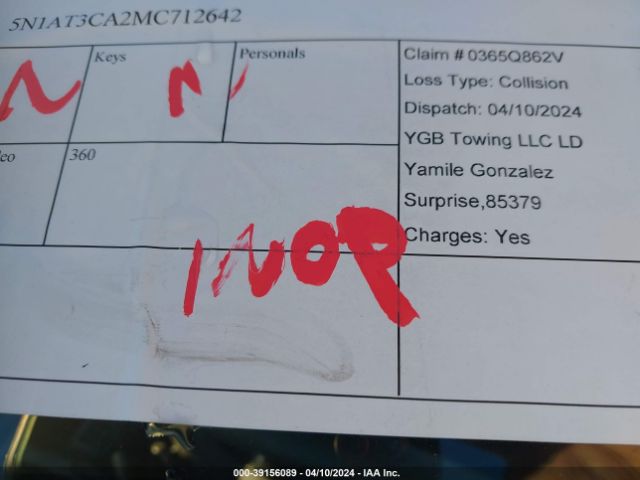 5N1AT3CA2MC712642
Keys
Personals
N
N
360
INOP
Claim # 0365Q862V
Loss Type: Collision
Dispatch: 04/10/2024
YGB Towing LLC LD
Yamile Gonzalez
Surprise,85379
Charges: Yes
000-39156089 - 04/10/2024 - IAA Inc.